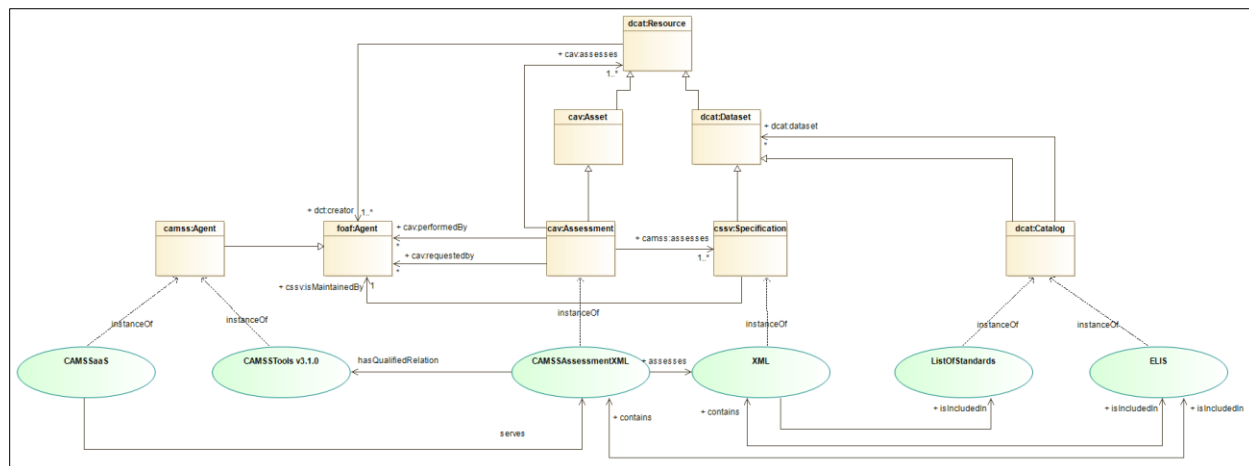 dcat:Resource
+ cav:assesses
1..*
cav:Asset
dcat:Dataset
+ dcat:dataset
*
+ dct:creator
1..*
camss:Agent
foaf:Agent
+ cav:performedBy
*
+ cav:requestedby
*
cav:Assessment
+ camss:assesses
1..*
cssv:Specification
dcat:Catalog
+ cssv:isMaintainedBy
1
instanceOf
instanceOf
instanceOf
instanceOf
instanceOf
instanceOf
CAMSSaaS
CAMSSTools v3.1.0
hasQualifiedRelation
CAMSSAssessmentXML
+ assesses
XML
ListOfStandards
ELIS
+ contains
+ contains
+ isIncludedIn
+ isIncludedIn
+ isIncludedIn
serves